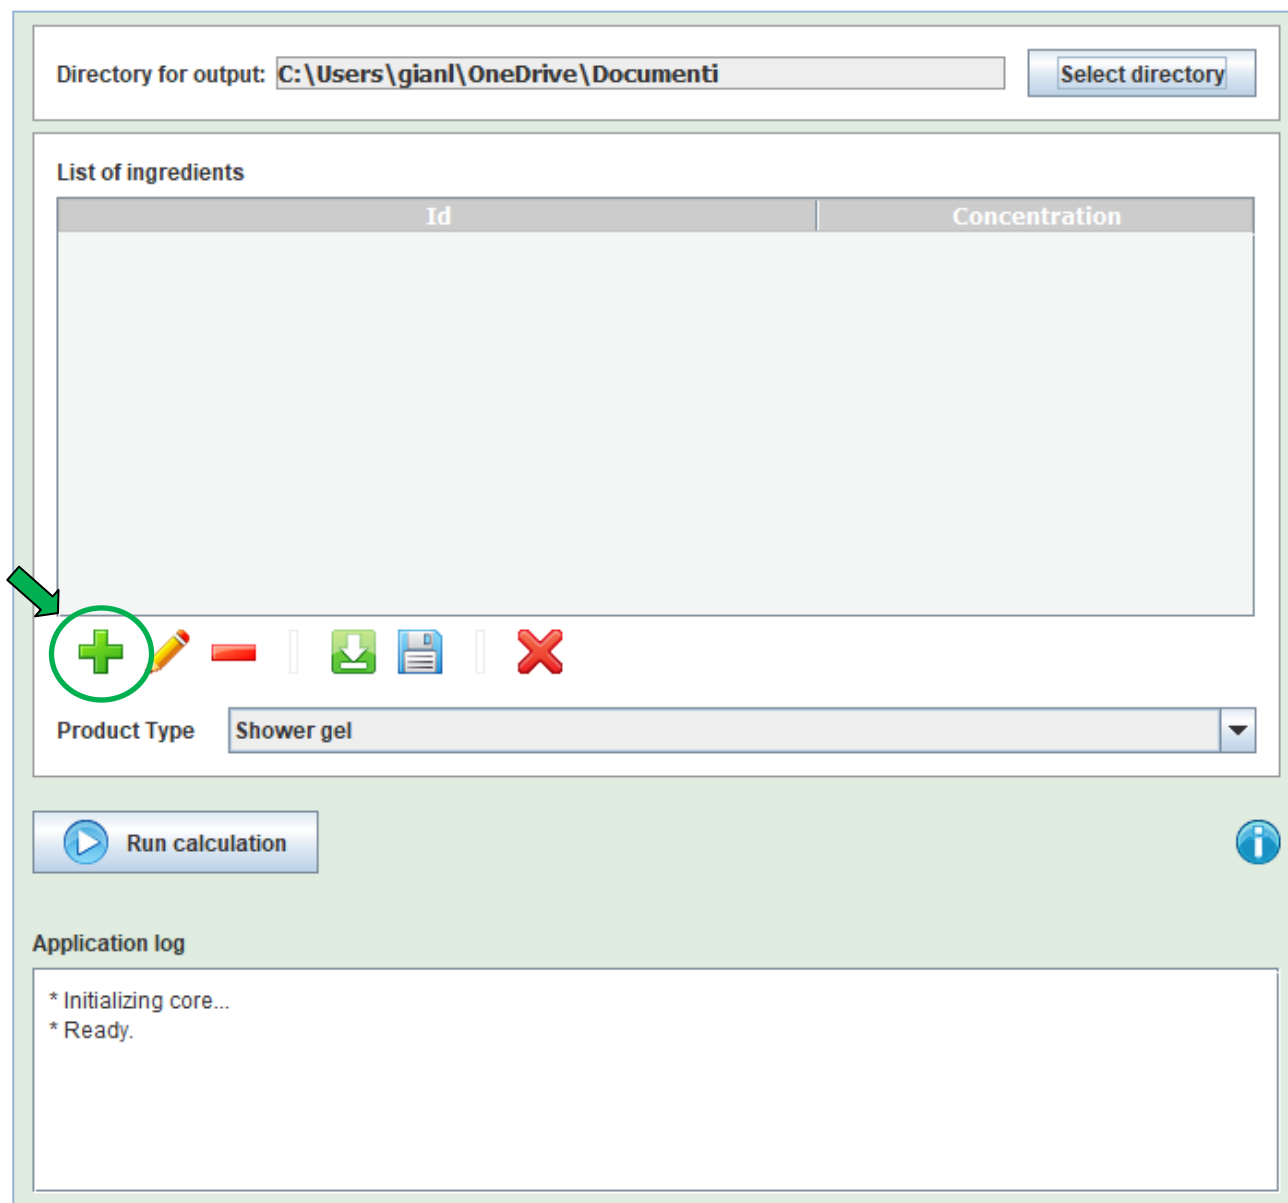 Directory for output: C:\Users\gianl\OneDrive\Documenti Select directory
List of ingredients
Id Concentration
Product Type Shower gel
Run calculation
Application log
* Initializing core...
* Ready.